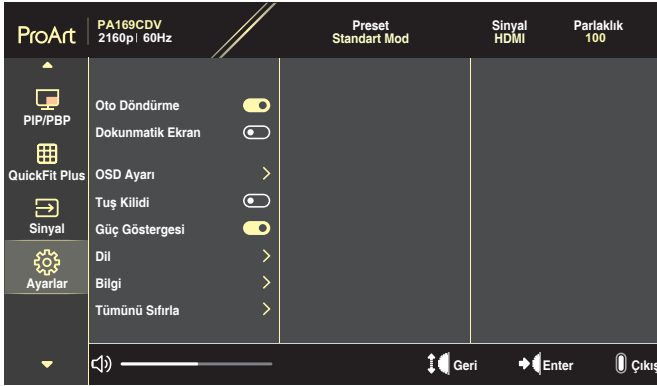 ProArt
PA169CDV
2160p| 60Hz
Preset
Standart Mod
Sinyal
HDMI
Parlaklık
100
PIP/PBP
QuickFit Plus
Sinyal
Ayarlar
Oto Döndürme
Dokunmatik Ekran
OSD Ayarı
Tuş Kilidi
Güç Göstergesi
Dil
Bilgi
Tümünü Sıfırla
Geri
Enter
Çıkış